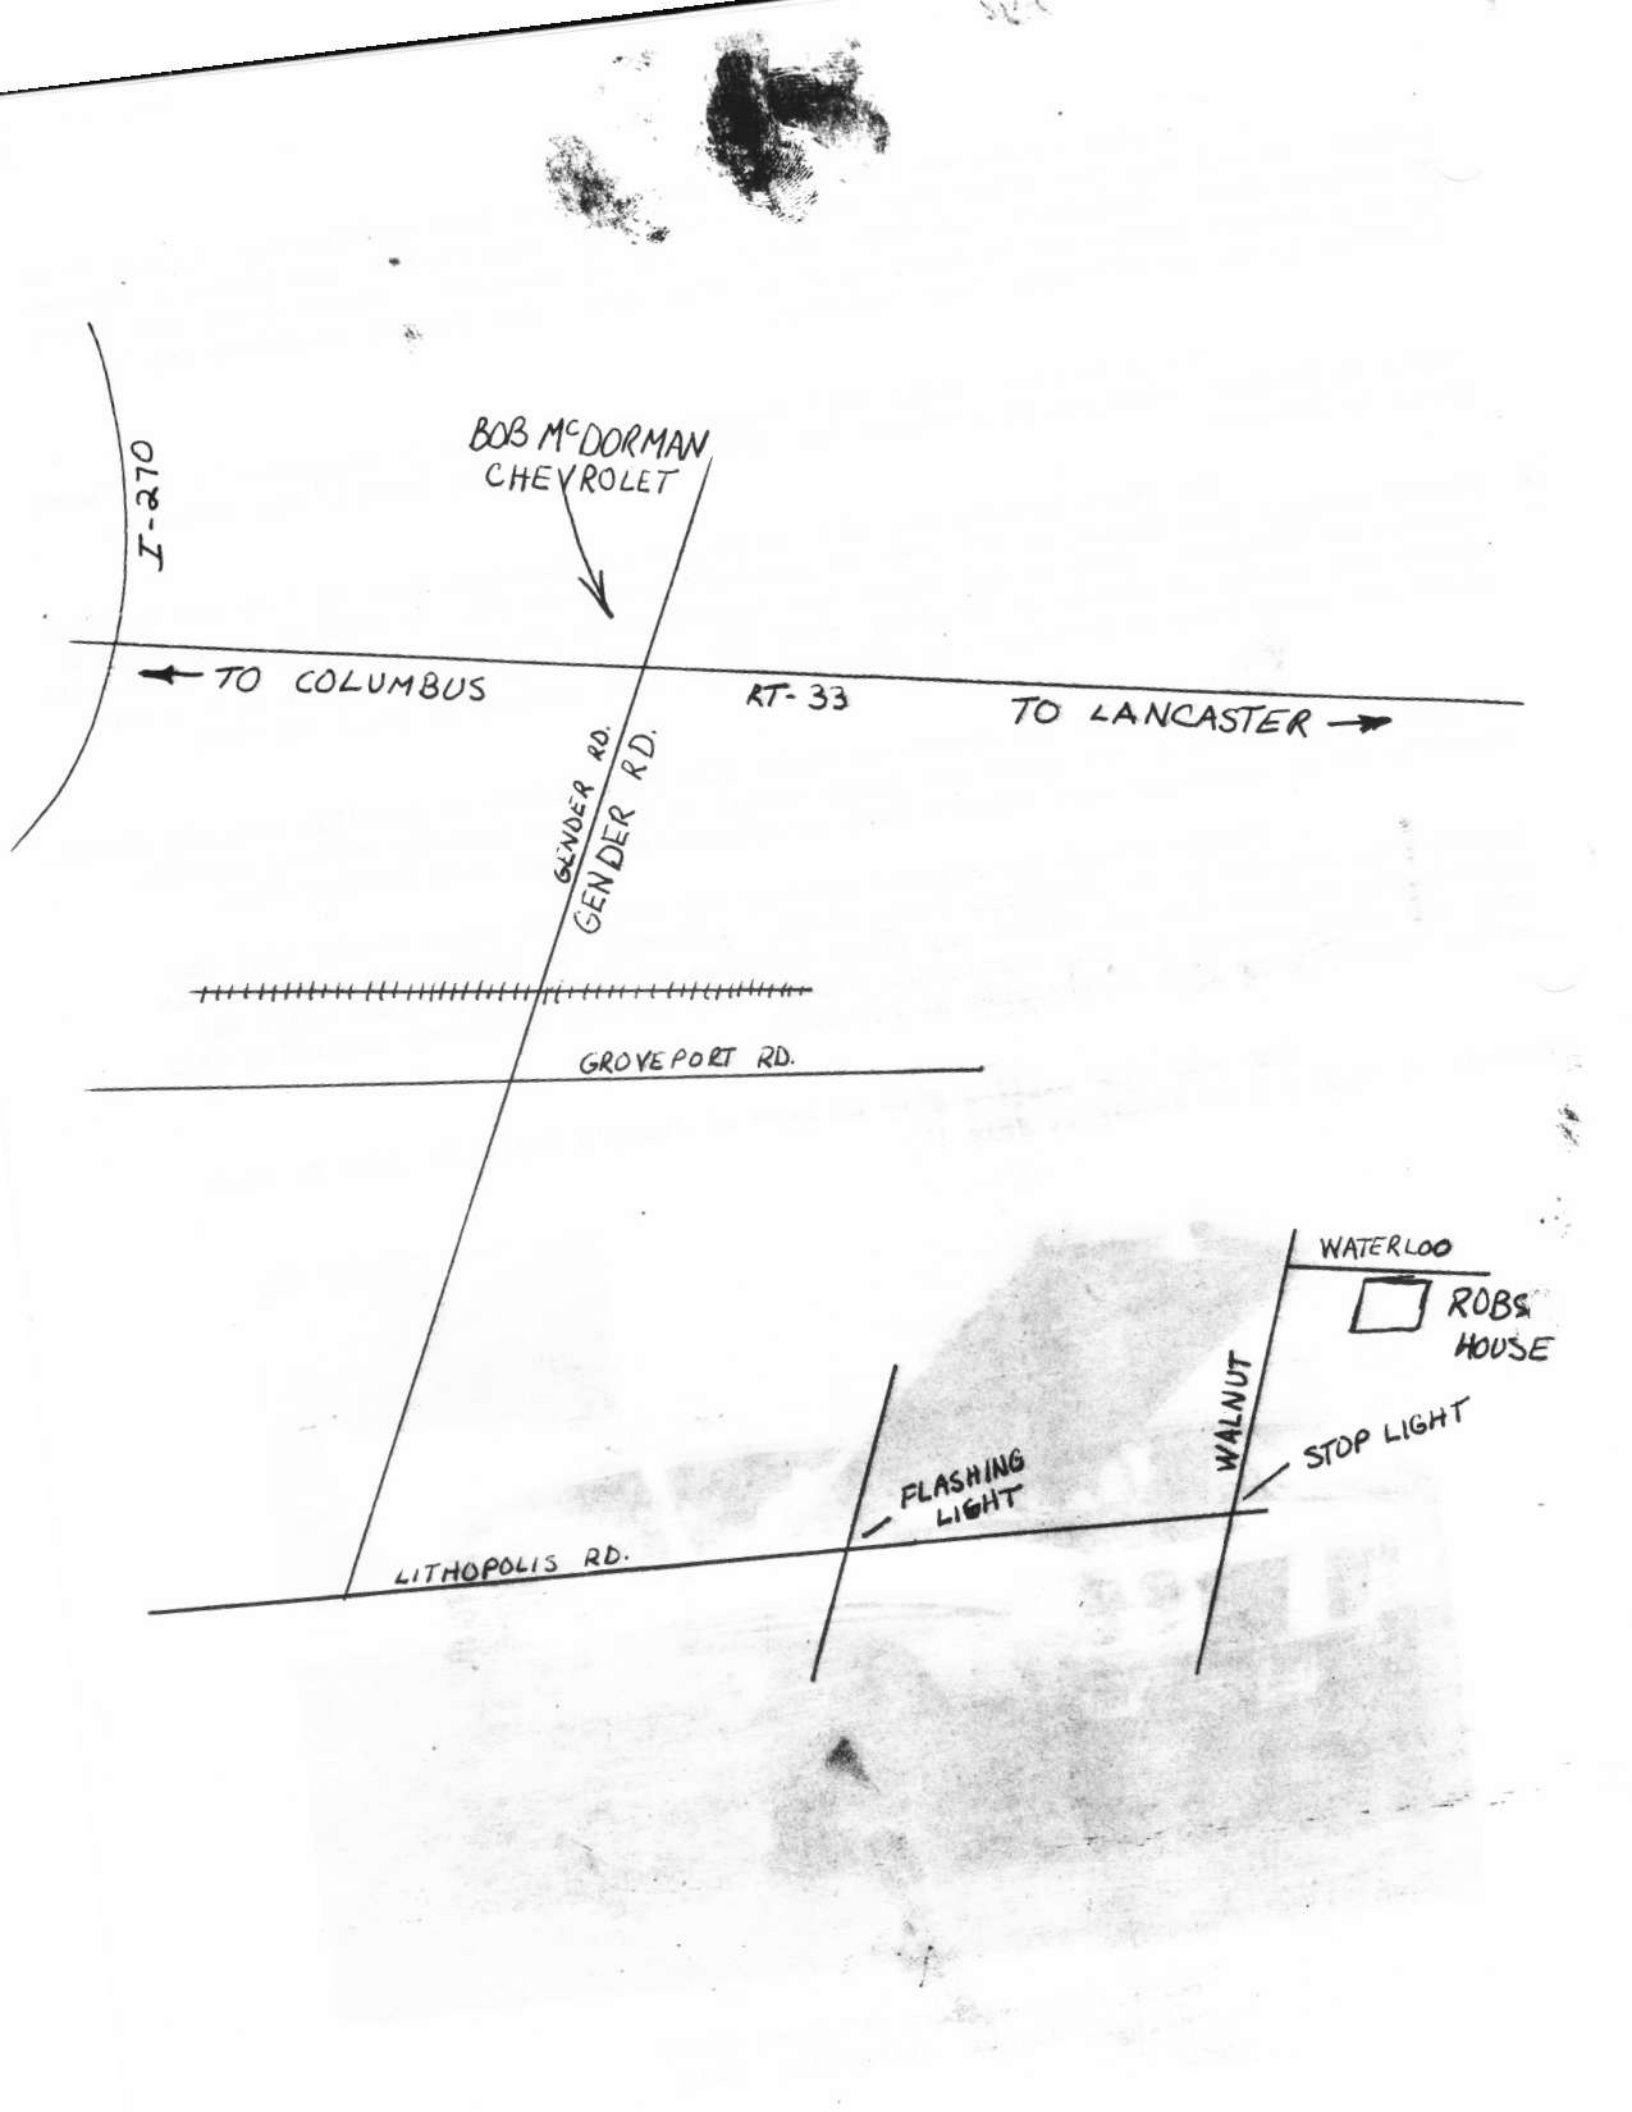 BOB McDORMAN
CHEVROLET
I-270
← TO COLUMBUS
RT-33
TO LANCASTER →
GENDER RD.
GENDER RD.
GROVEPORT RD.
WATERLOO
ROBS
HOUSE
WALNUT
STOP LIGHT
FLASHING
LIGHT
LITHOPOLIS RD.